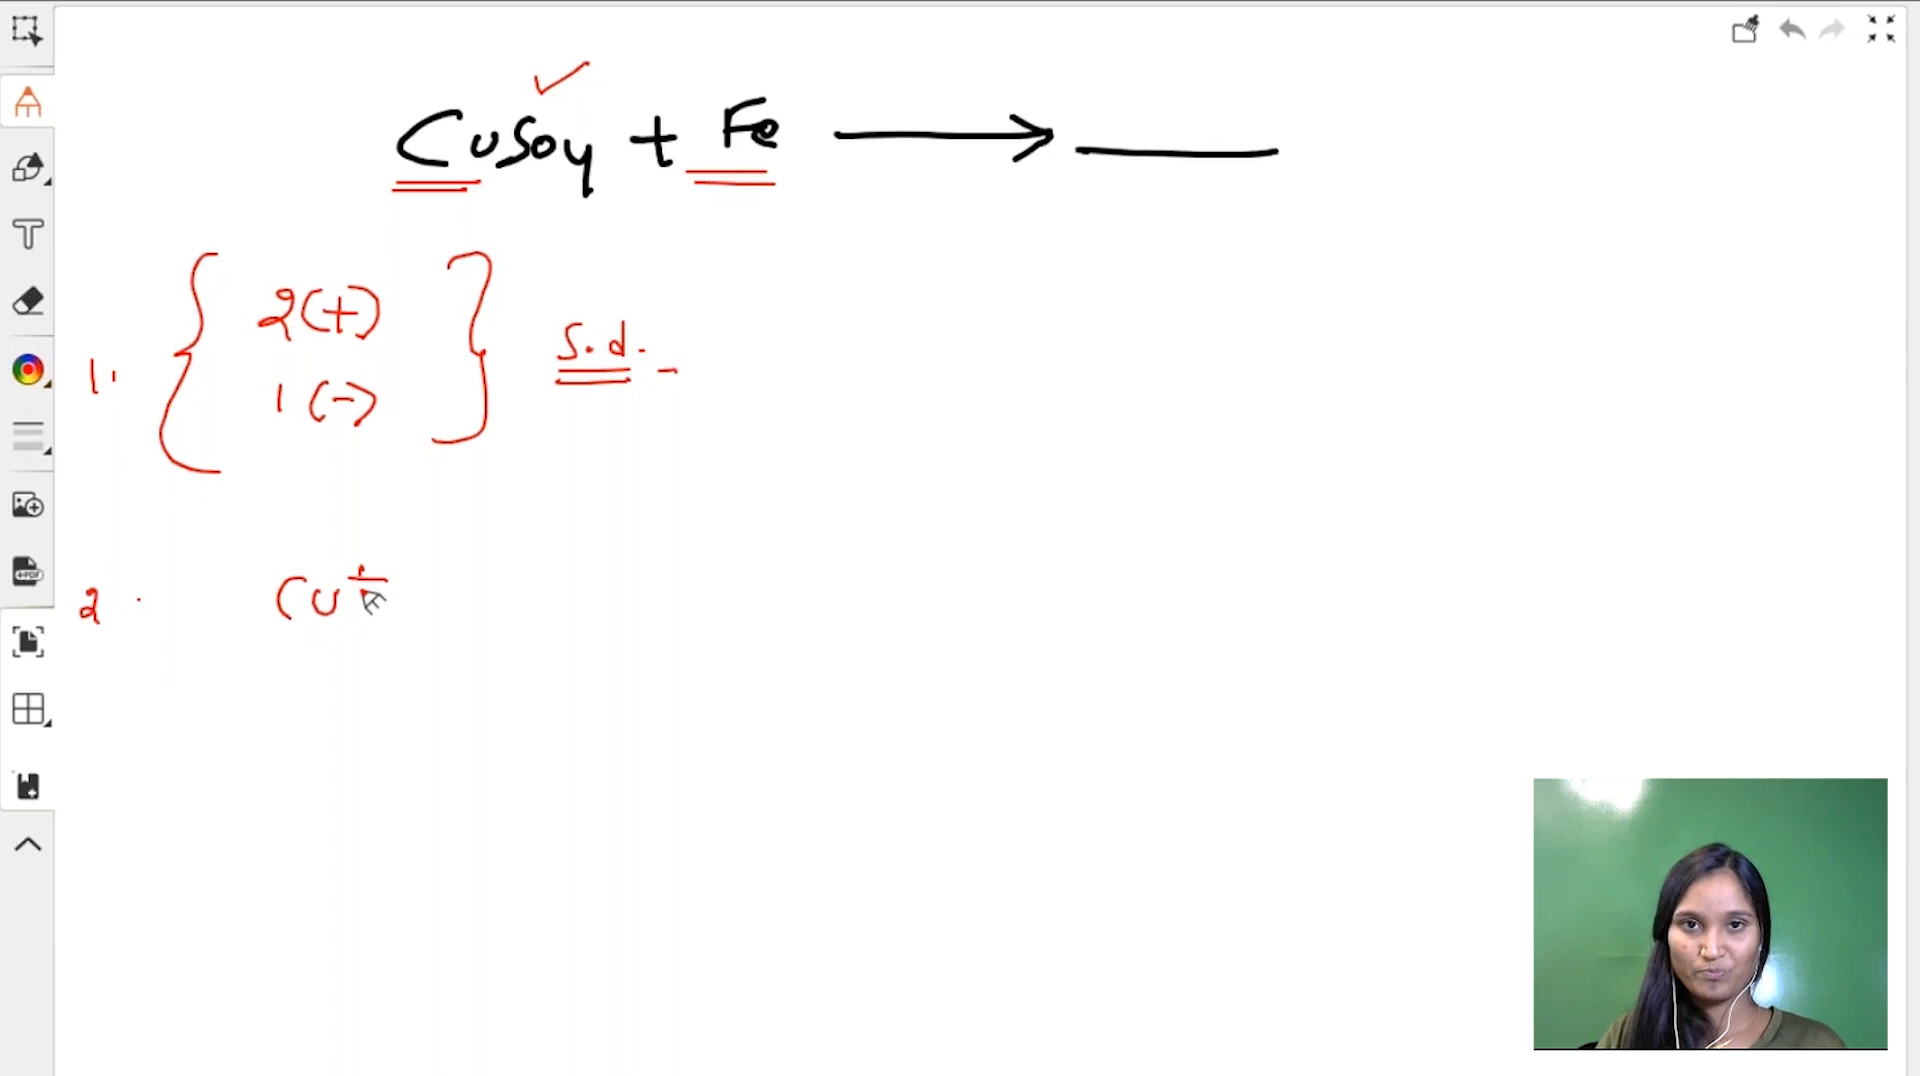 CuSO4 + Fe ⟶ ____
1. { 2(+)
1(-) } S.d. -
2. Cu+